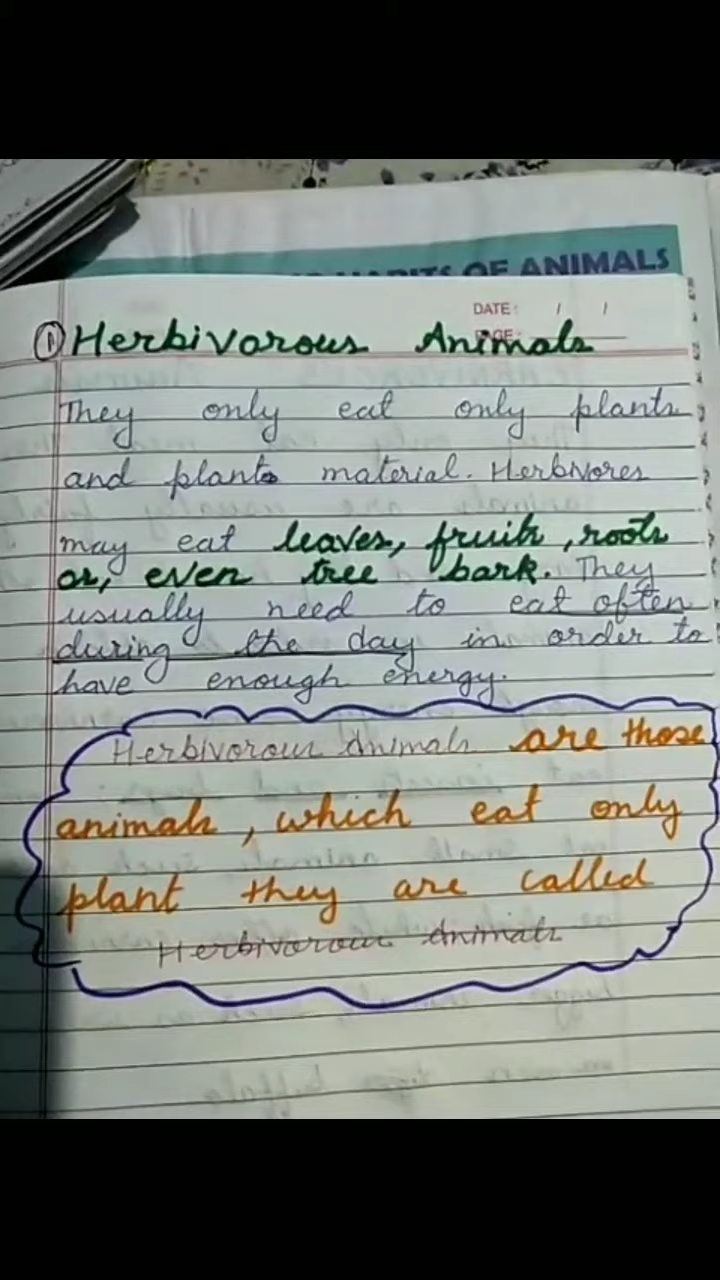 HABITS OF ANIMALS
DATE: / /
PAGE:
① Herbivorous Animals
They only eat only plants
and plants material. Herbivores
may eat leaves, fruits, roots
or, even tree bark. They
usually need to eat often
during the day in order to
have enough energy.
Herbivorous Animals are those
animals, which eat only
plant they are called
Herbivorous Animals